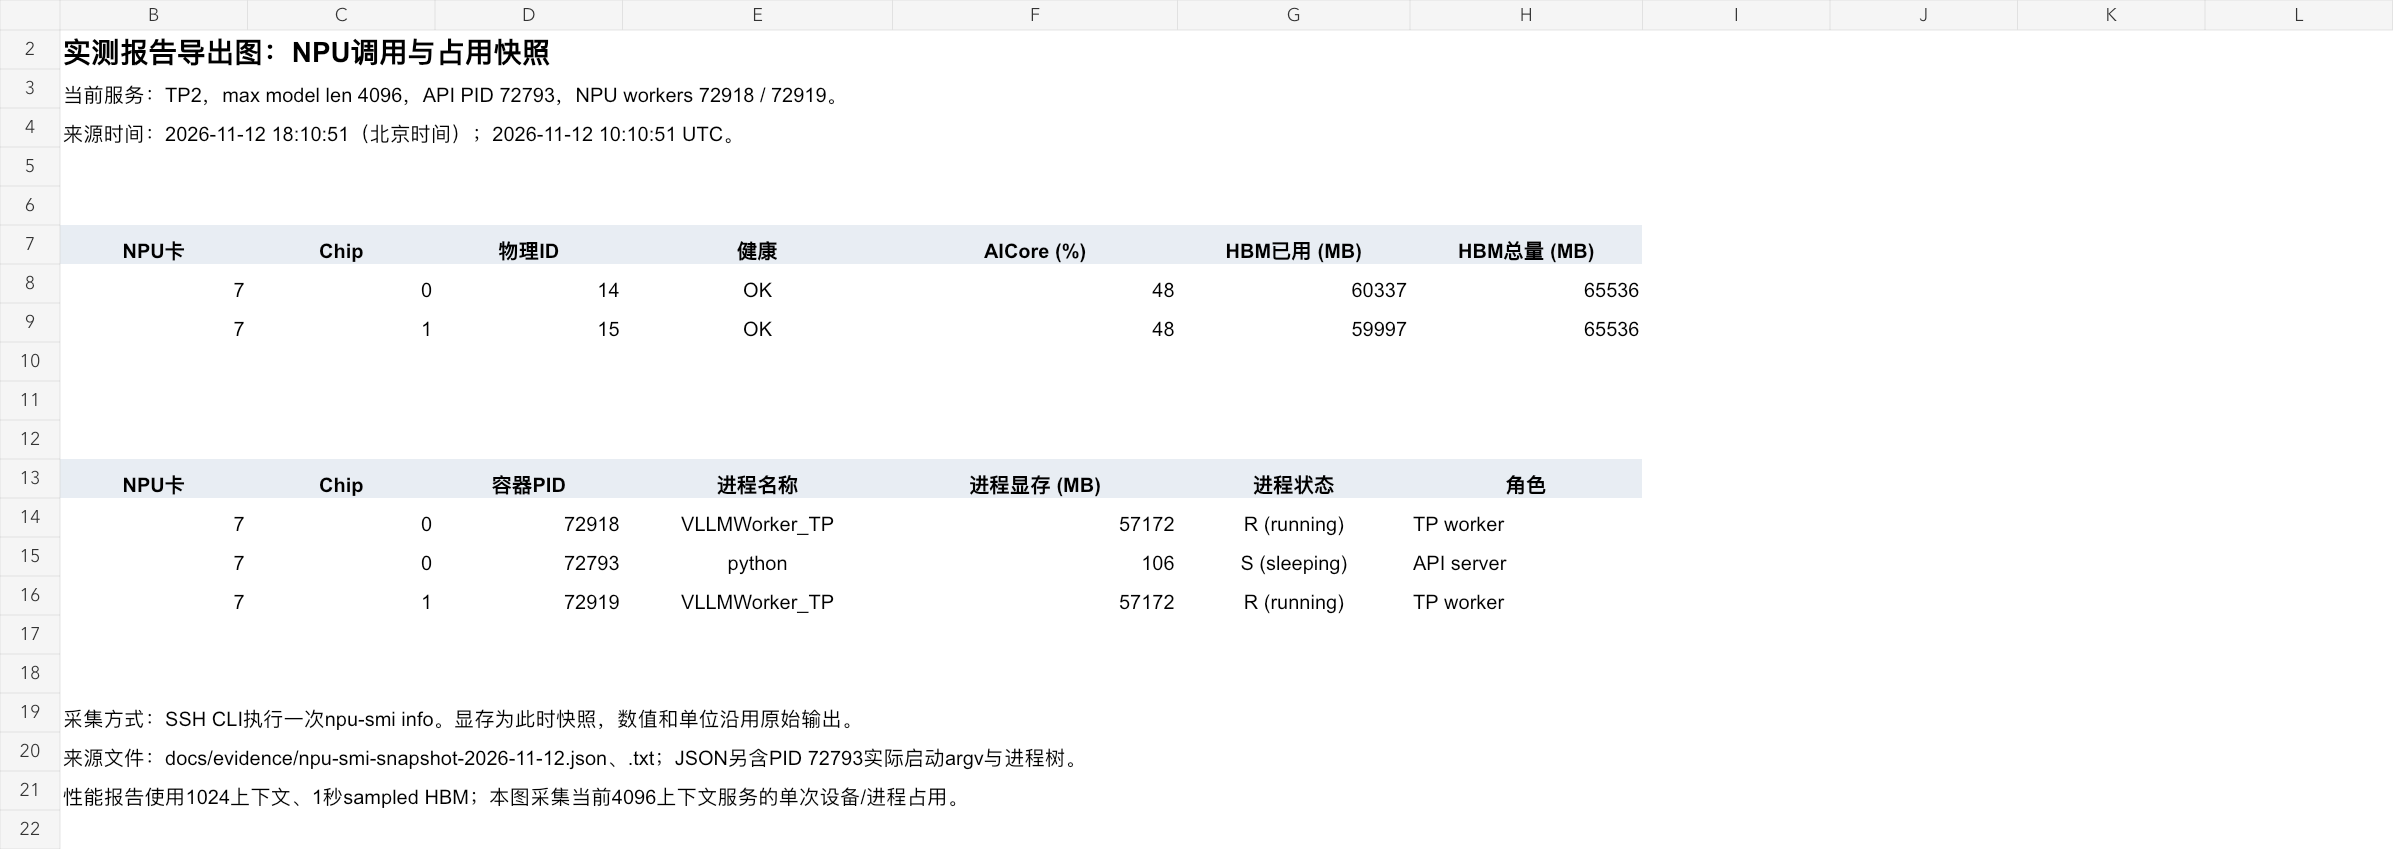 B C D E F G H I J K L
2 实测报告导出图：NPU调用与占用快照
3 当前服务：TP2，max model len 4096，API PID 72793，NPU workers 72918 / 72919。
4 来源时间：2026-11-12 18:10:51（北京时间）；2026-11-12 10:10:51 UTC。
5
6
7 NPU卡 Chip 物理ID 健康 AICore (%) HBM已用 (MB) HBM总量 (MB)
8 7 0 14 OK 48 60337 65536
9 7 1 15 OK 48 59997 65536
10
11
12
13 NPU卡 Chip 容器PID 进程名称 进程显存 (MB) 进程状态 角色
14 7 0 72918 VLLMWorker_TP 57172 R (running) TP worker
15 7 0 72793 python 106 S (sleeping) API server
16 7 1 72919 VLLMWorker_TP 57172 R (running) TP worker
17
18
19 采集方式：SSH CLI执行一次npu-smi info。显存为此时快照，数值和单位沿用原始输出。
20 来源文件：docs/evidence/npu-smi-snapshot-2026-11-12.json、.txt；JSON另含PID 72793实际启动argv与进程树。
21 性能报告使用1024上下文、1秒sampled HBM；本图采集当前4096上下文服务的单次设备/进程占用。
22